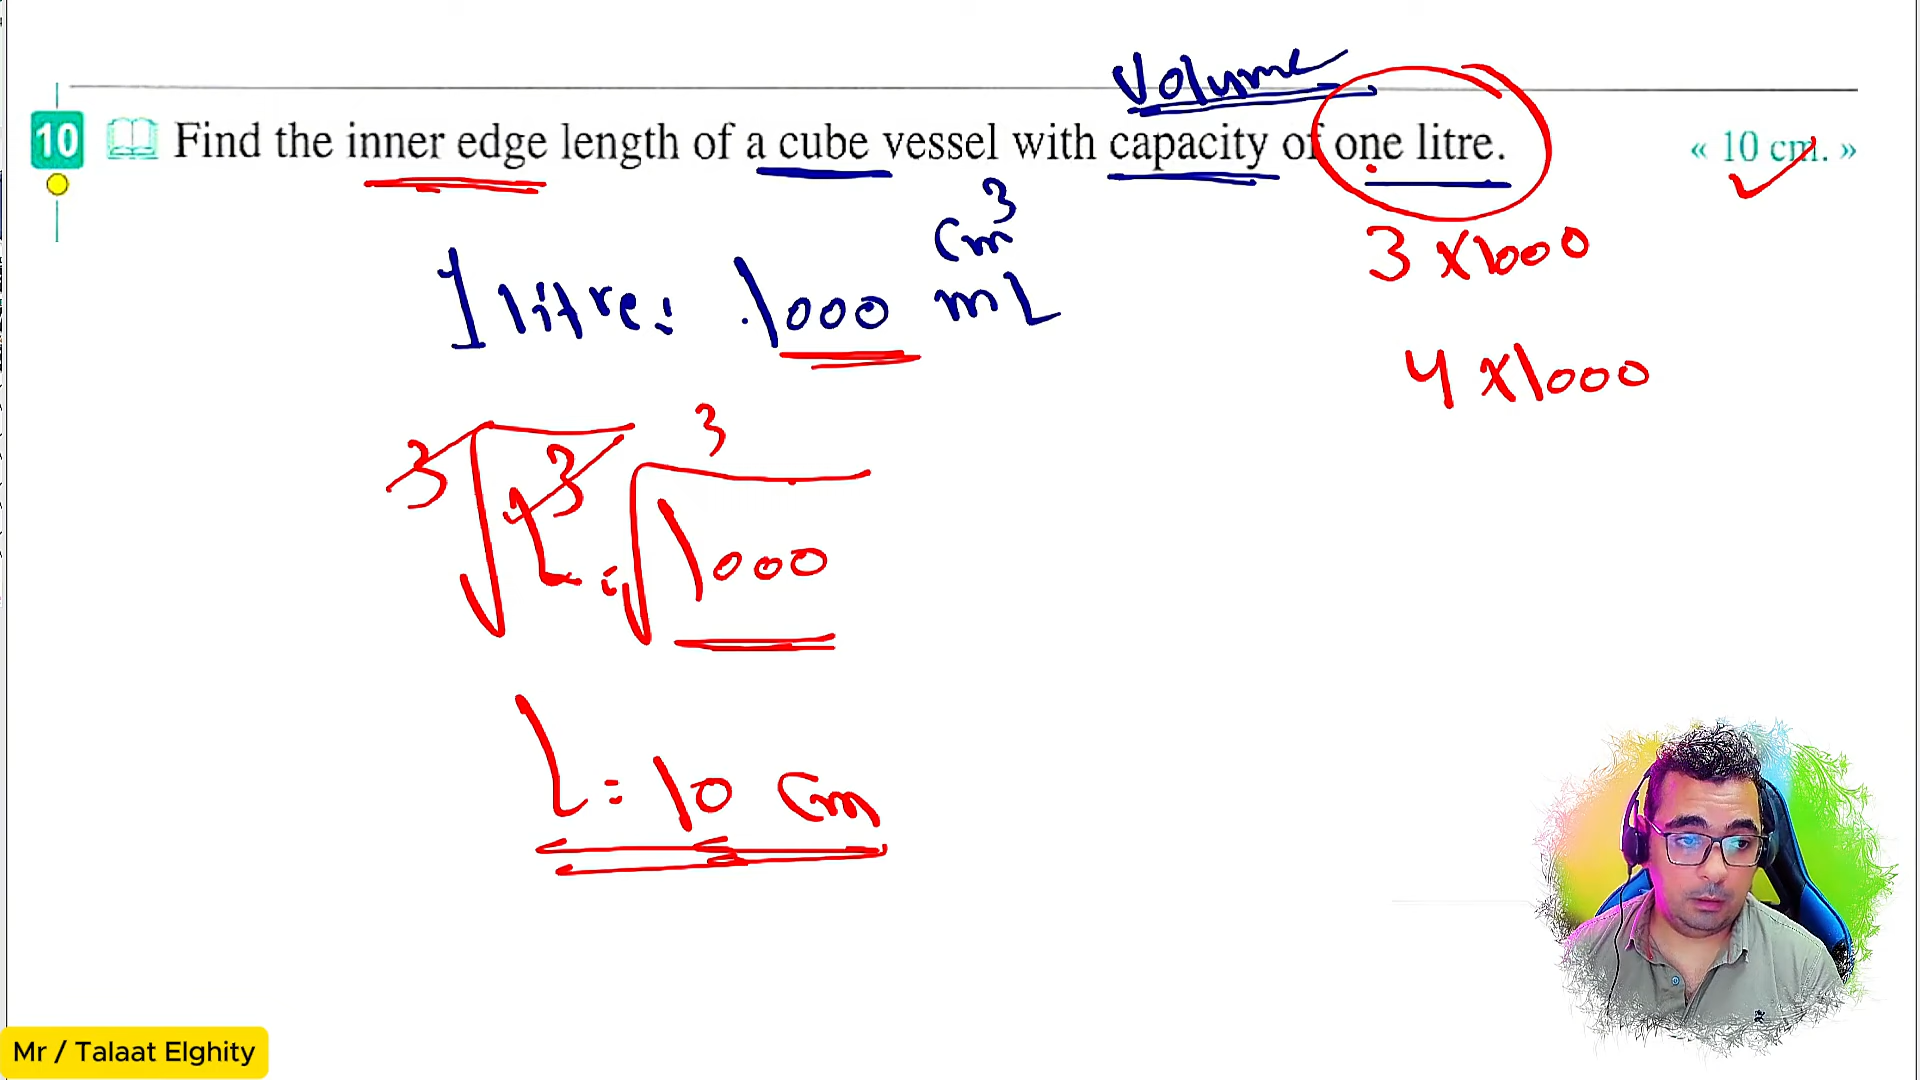 Volume
10 Find the inner edge length of a cube vessel with capacity of one litre. « 10 cm. »
cm³
1 litre = 1000 mL
3 × 1000
4 × 1000
³√L³ = ³√1000
L = 10 cm
Mr / Talaat Elghity